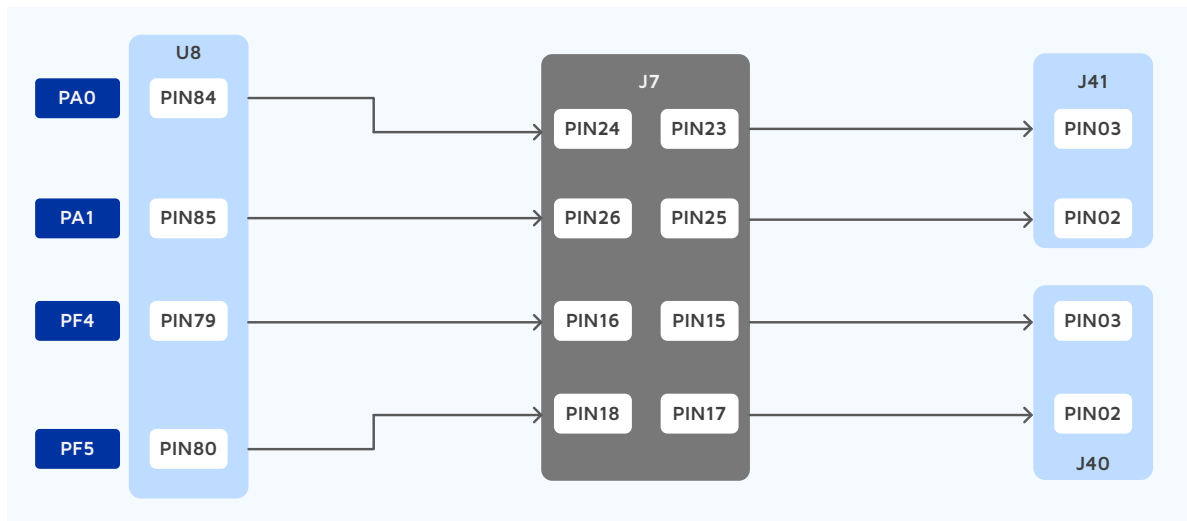 U8
J7
J41
PA0 PIN84 PIN24 PIN23 PIN03
PA1 PIN85 PIN26 PIN25 PIN02
PF4 PIN79 PIN16 PIN15 PIN03
PIN18 PIN17 PIN02
PF5 PIN80
J40